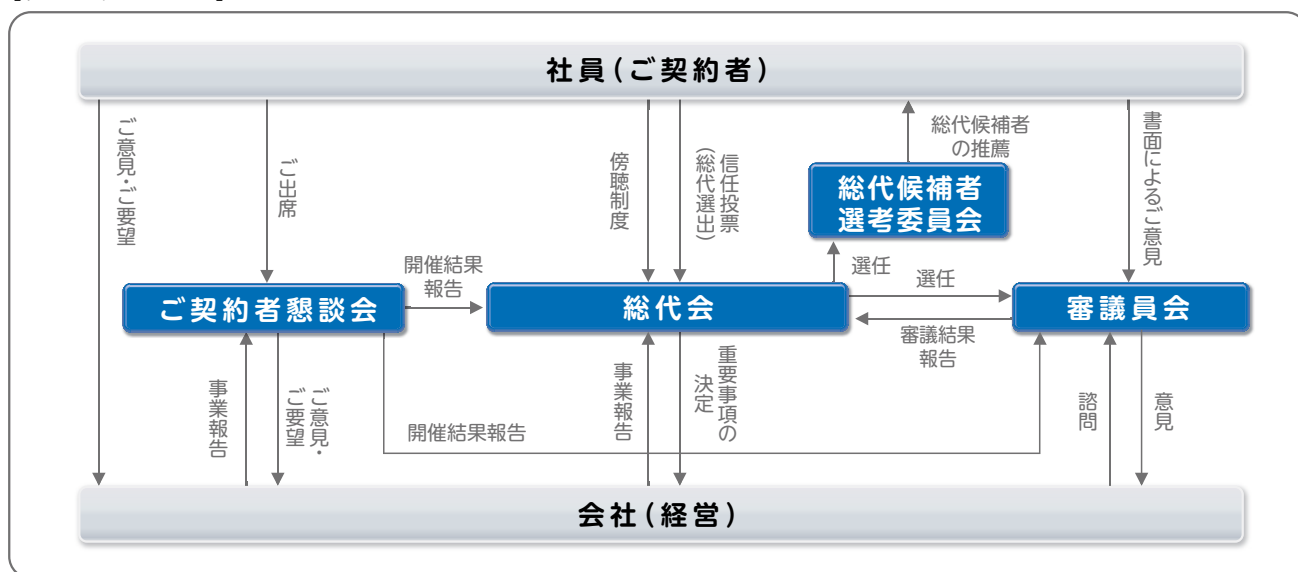 社員（ご契約者）
ご意見・ご要望
ご出席
傍聴制度
信任投票
（総代選出）
総代候補者
の推薦
書面によるご意見
総代候補者
選考委員会
開催結果
報告
選任
選任
ご契約者懇談会
総代会
審議員会
審議結果
報告
事業報告
ご意見・
ご要望
開催結果報告
事業報告
重要事項の
決定
諮問
意見
会社（経営）